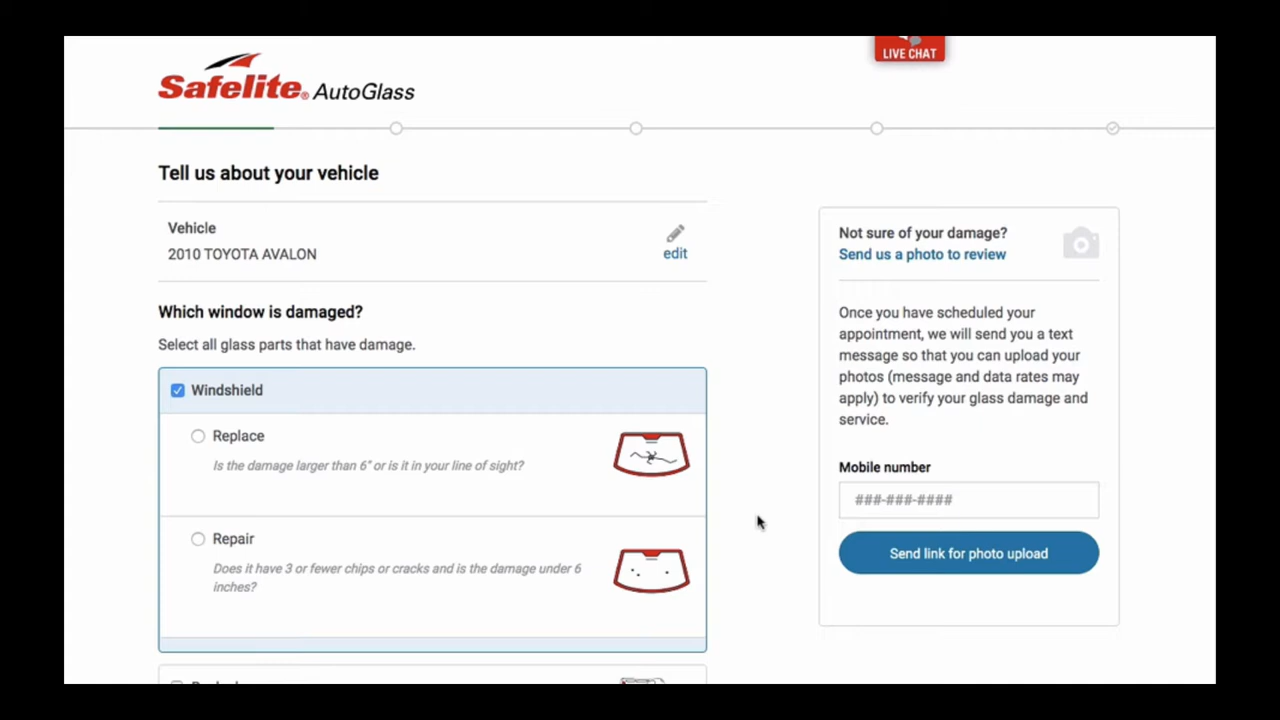 LIVE CHAT
Safelite® AutoGlass
Tell us about your vehicle
Vehicle
2010 TOYOTA AVALON
edit
Which window is damaged?
Select all glass parts that have damage.
Windshield
Replace
Is the damage larger than 6” or is it in your line of sight?
Repair
Does it have 3 or fewer chips or cracks and is the damage under 6
inches?
Not sure of your damage?
Send us a photo to review
Once you have scheduled your
appointment, we will send you a text
message so that you can upload your
photos (message and data rates may
apply) to verify your glass damage and
service.
Mobile number
###-###-####
Send link for photo upload